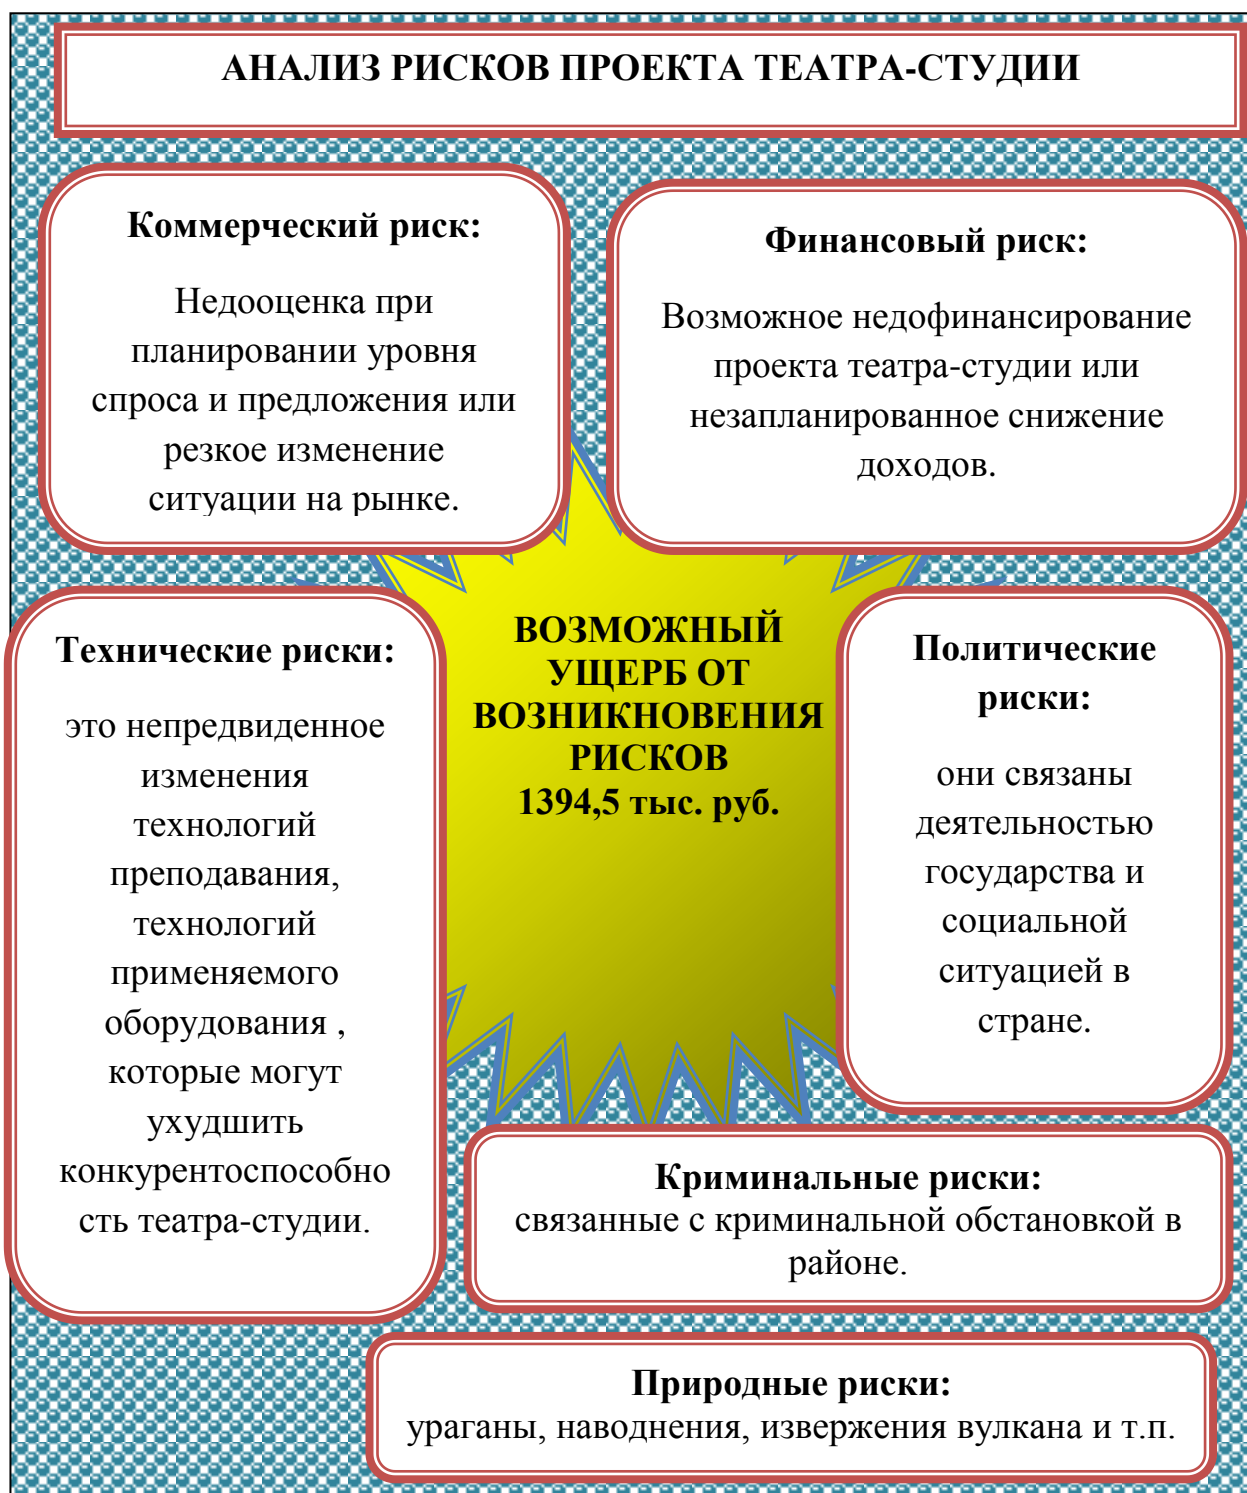 АНАЛИЗ РИСКОВ ПРОЕКТА ТЕАТРА-СТУДИИ
Коммерческий риск:
Недооценка при
планировании уровня
спроса и предложения или
резкое изменение
ситуации на рынке.
Финансовый риск:
Возможное недофинансирование
проекта театра-студии или
незапланированное снижение
доходов.
Технические риски:
это непредвиденное
изменения
технологий
преподавания,
технологий
применяемого
оборудования ,
которые могут
ухудшить
конкурентоспособно
сть театра-студии.
ВОЗМОЖНЫЙ
УЩЕРБ ОТ
ВОЗНИКНОВЕНИЯ
РИСКОВ
1394,5 тыс. руб.
Политические
риски:
они связаны
деятельностью
государства и
социальной
ситуацией в
стране.
Криминальные риски:
связанные с криминальной обстановкой в
районе.
Природные риски:
ураганы, наводнения, извержения вулкана и т.п.